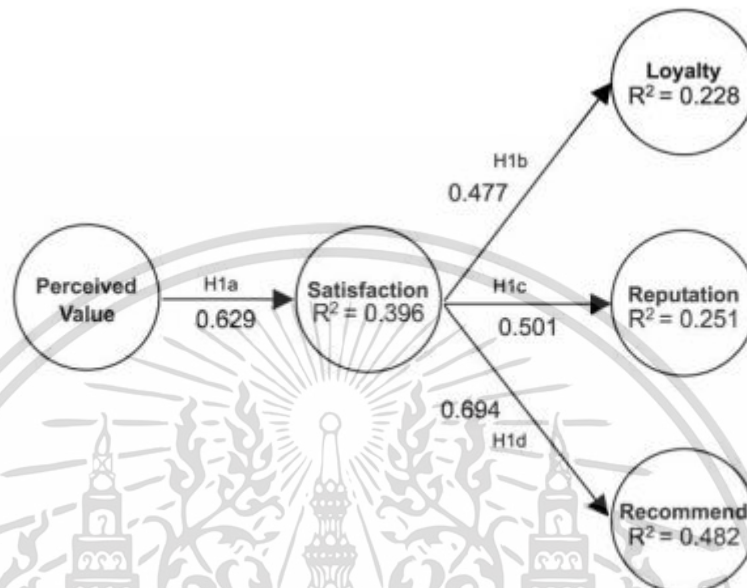 Loyalty
R² = 0.228
H1b
0.477
Perceived
Value
H1a
0.629
Satisfaction
R² = 0.396
H1c
0.501
Reputation
R² = 0.251
0.694
H1d
Recommend
R² = 0.482